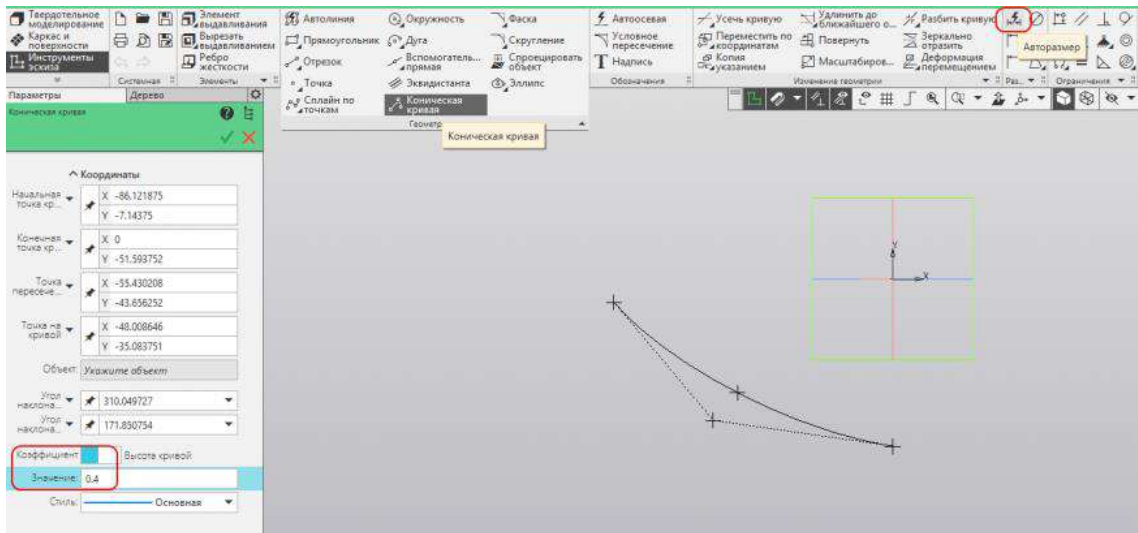 Твердотельное моделирование
Каркас и поверхности
Инструменты эскиза
Системная
Элемент выдавливания
Вырезать выдавливанием
Ребро жесткости
Элементы
Автолиния
Прямоугольник
Отрезок
Точка
Сплайн по точкам
Окружность
Дуга
Вспомогатель... прямая
Эквидистанта
Коническая кривая
Фаска
Скругление
Спроецировать объект
Эллипс
Геометр
Коническая кривая
Автоосевая
Условное пересечение
Надпись
Обозначения
Усечь кривую
Переместить по координатам
Копия указанием
Удлинить до ближайшего о...
Повернуть
Масштабиров...
Разбить кривую
Зеркально отразить
Деформация перемещением
Изменение геометрии
Авторазмер
Раз...
Ограничения
Параметры
Дерево
Коническая кривая
Координаты
Начальная точка кр...
X -86.121875
Y -7.14375
Конечная точка кр...
X 0
Y -51.593752
Точка пересече...
X -55.430208
Y -43.656252
Точка на кривой
X -48.008646
Y -35.083751
Объект: Укажите объект
Угол наклона... 310.049727
Угол наклона... 171.850754
Коэффициент Высота кривой
Значение: 0.4
Стиль: Основная
Y
X